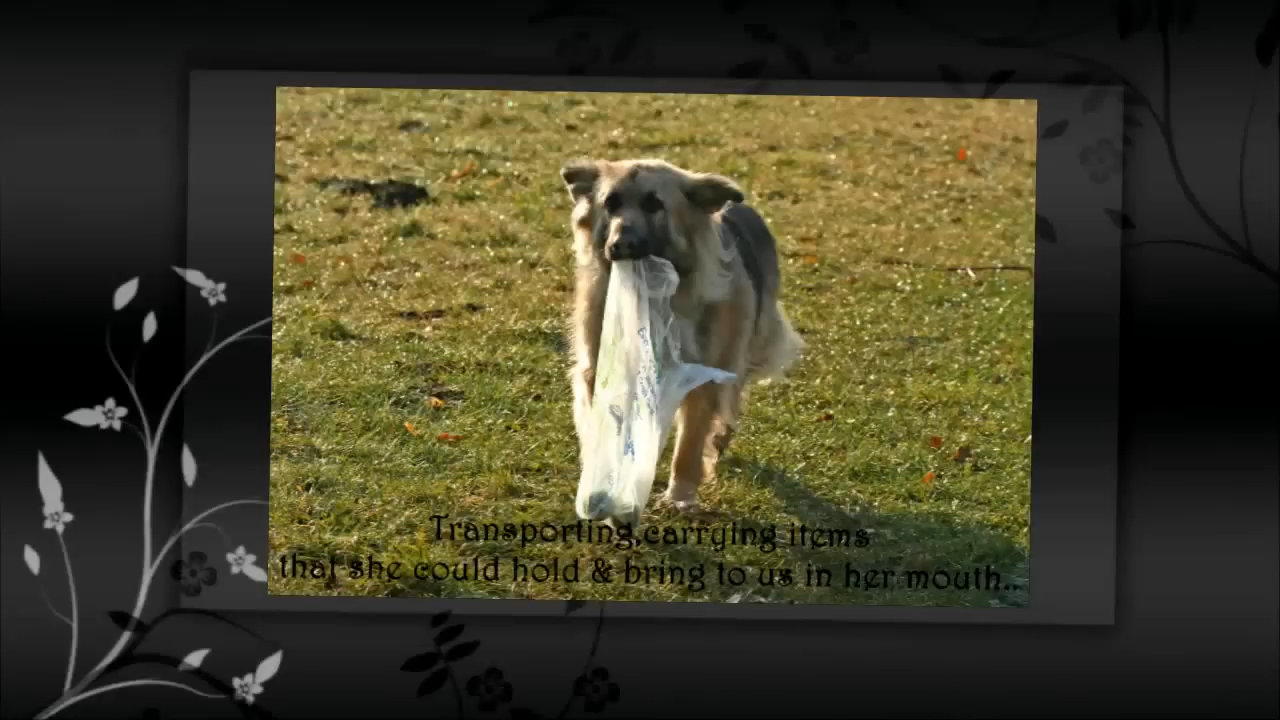 Transporting,carrying items
that she could hold & bring to us in her mouth..